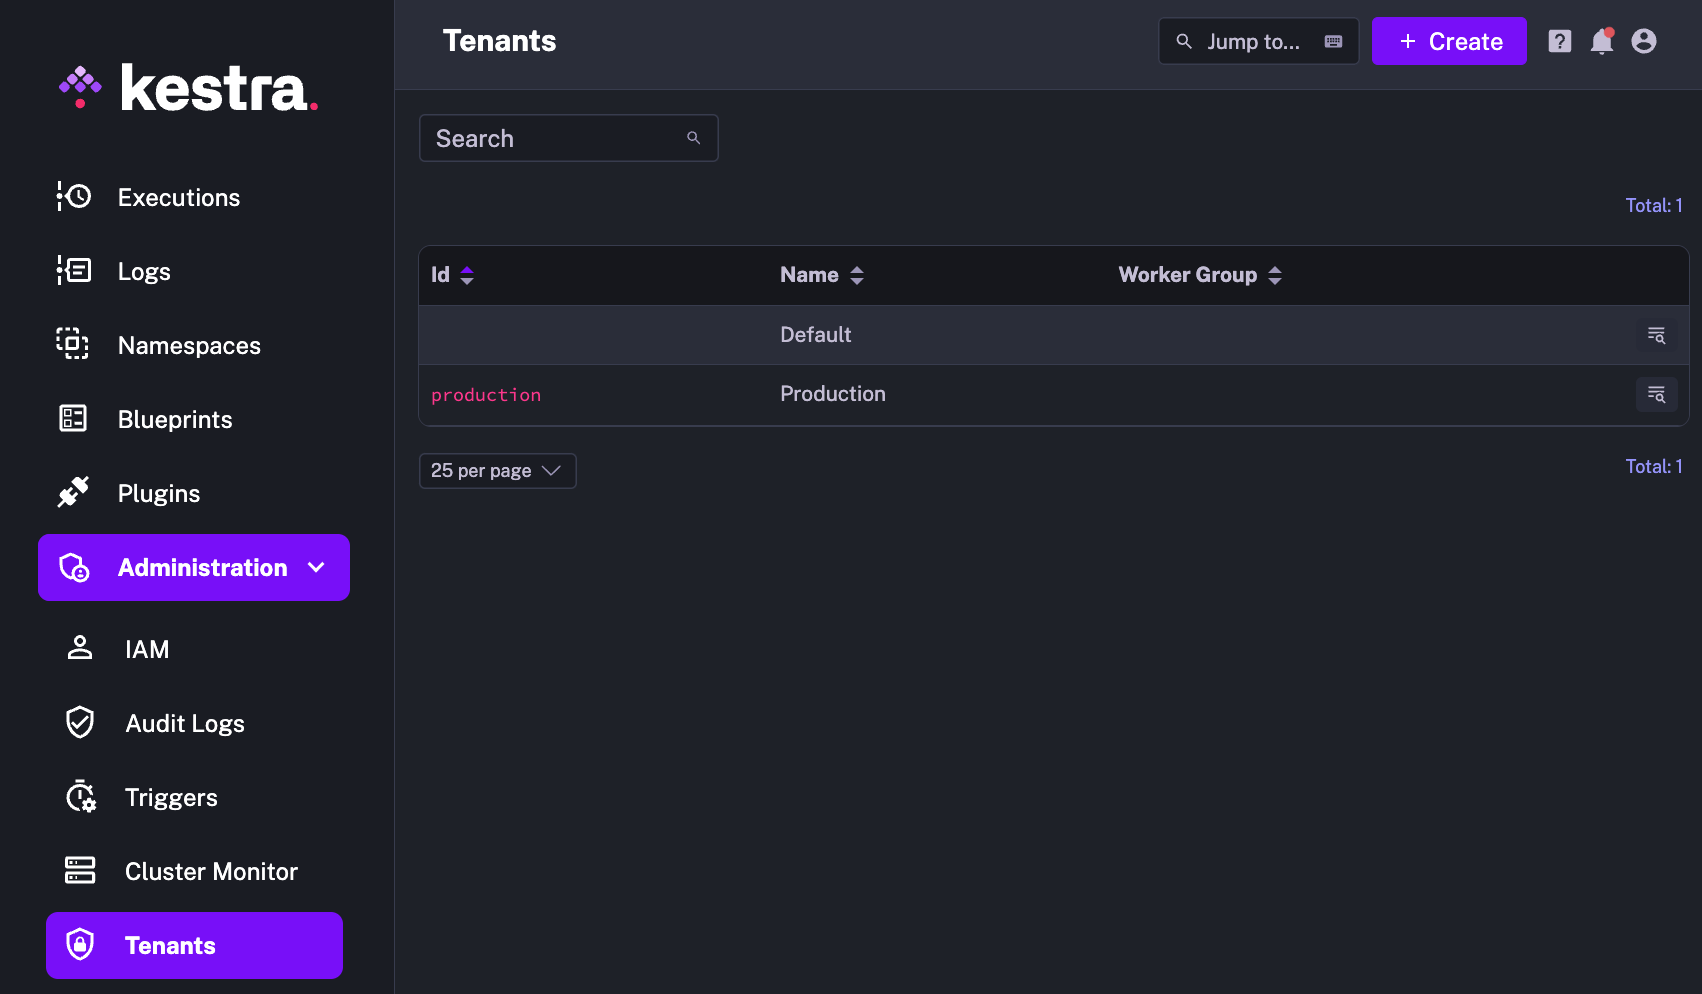 kestra.
Executions
Logs
Namespaces
Blueprints
Plugins
Administration
IAM
Audit Logs
Triggers
Cluster Monitor
Tenants
Tenants
Jump to...
+ Create
?
Search
Total: 1
Id Name Worker Group
Default
production Production
25 per page
Total: 1